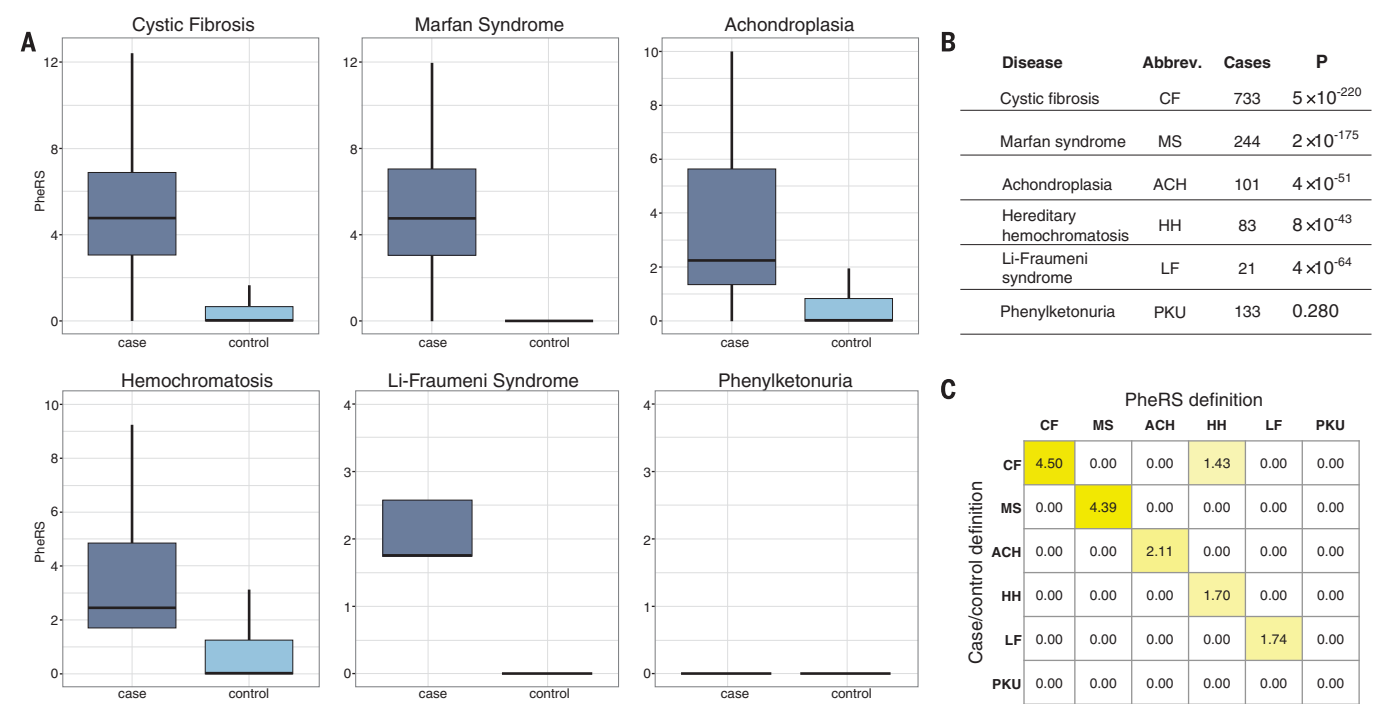 A
Cystic Fibrosis
Marfan Syndrome
Achondroplasia
PheRS
12
8
4
0
case
control
12
8
4
0
case
control
10
8
6
4
2
0
case
control
Hemochromatosis
Li-Fraumeni Syndrome
Phenylketonuria
PheRS
10
8
6
4
2
0
case
control
4
3
2
1
0
case
control
4
3
2
1
0
case
control
B
Disease Abbrev. Cases P
Cystic fibrosis CF 733 5×10-220
Marfan syndrome MS 244 2×10-175
Achondroplasia ACH 101 4×10-51
Hereditary
hemochromatosis HH 83 8×10-43
Li-Fraumeni
syndrome LF 21 4×10-64
Phenylketonuria PKU 133 0.280
C
PheRS definition
CF MS ACH HH LF PKU
Case/control definition
CF 4.50 0.00 0.00 1.43 0.00 0.00
MS 0.00 4.39 0.00 0.00 0.00 0.00
ACH 0.00 0.00 2.11 0.00 0.00 0.00
HH 0.00 0.00 0.00 1.70 0.00 0.00
LF 0.00 0.00 0.00 0.00 1.74 0.00
PKU 0.00 0.00 0.00 0.00 0.00 0.00